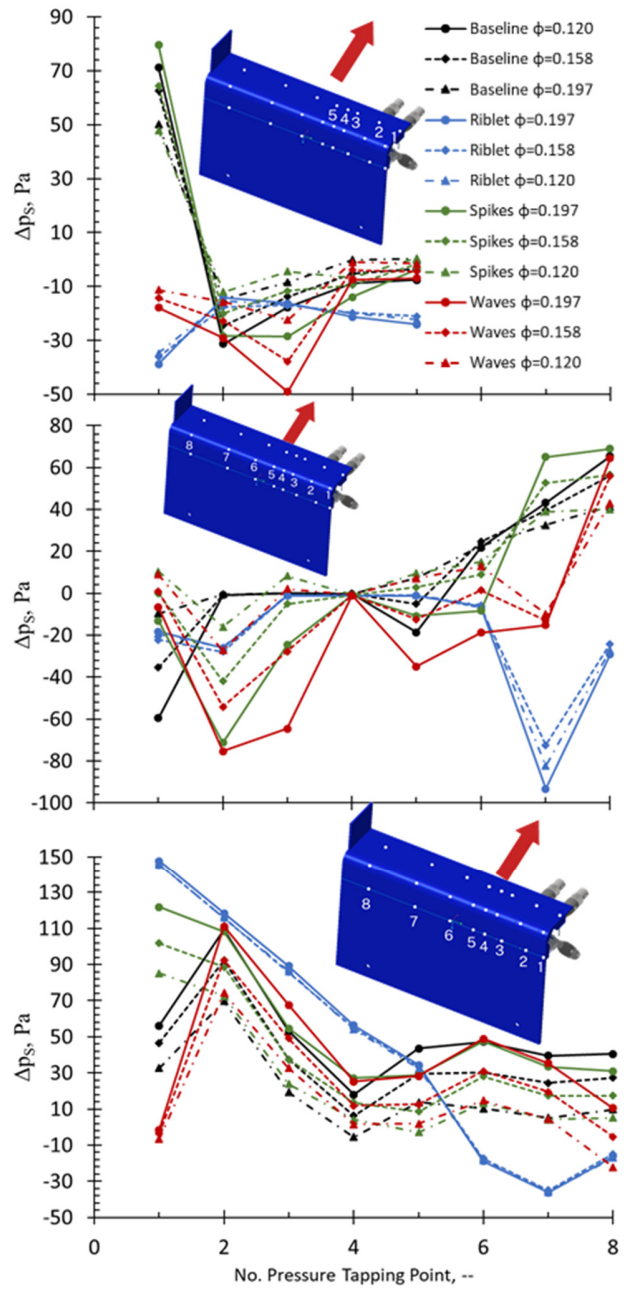 90
70
50
30
10
-10
-30
-50
Δps, Pa
5 4 3 2 1
Baseline ϕ=0.120
Baseline ϕ=0.158
Baseline ϕ=0.197
Riblet ϕ=0.197
Riblet ϕ=0.158
Riblet ϕ=0.120
Spikes ϕ=0.197
Spikes ϕ=0.158
Spikes ϕ=0.120
Waves ϕ=0.197
Waves ϕ=0.158
Waves ϕ=0.120
80
60
40
20
0
-20
-40
-60
-80
-100
Δps, Pa
8 7 6 5 4 3 2 1
150
130
110
90
70
50
30
10
-10
-30
-50
Δps, Pa
8 7 6 5 4 3 2 1
0 2 4 6 8
No. Pressure Tapping Point, --